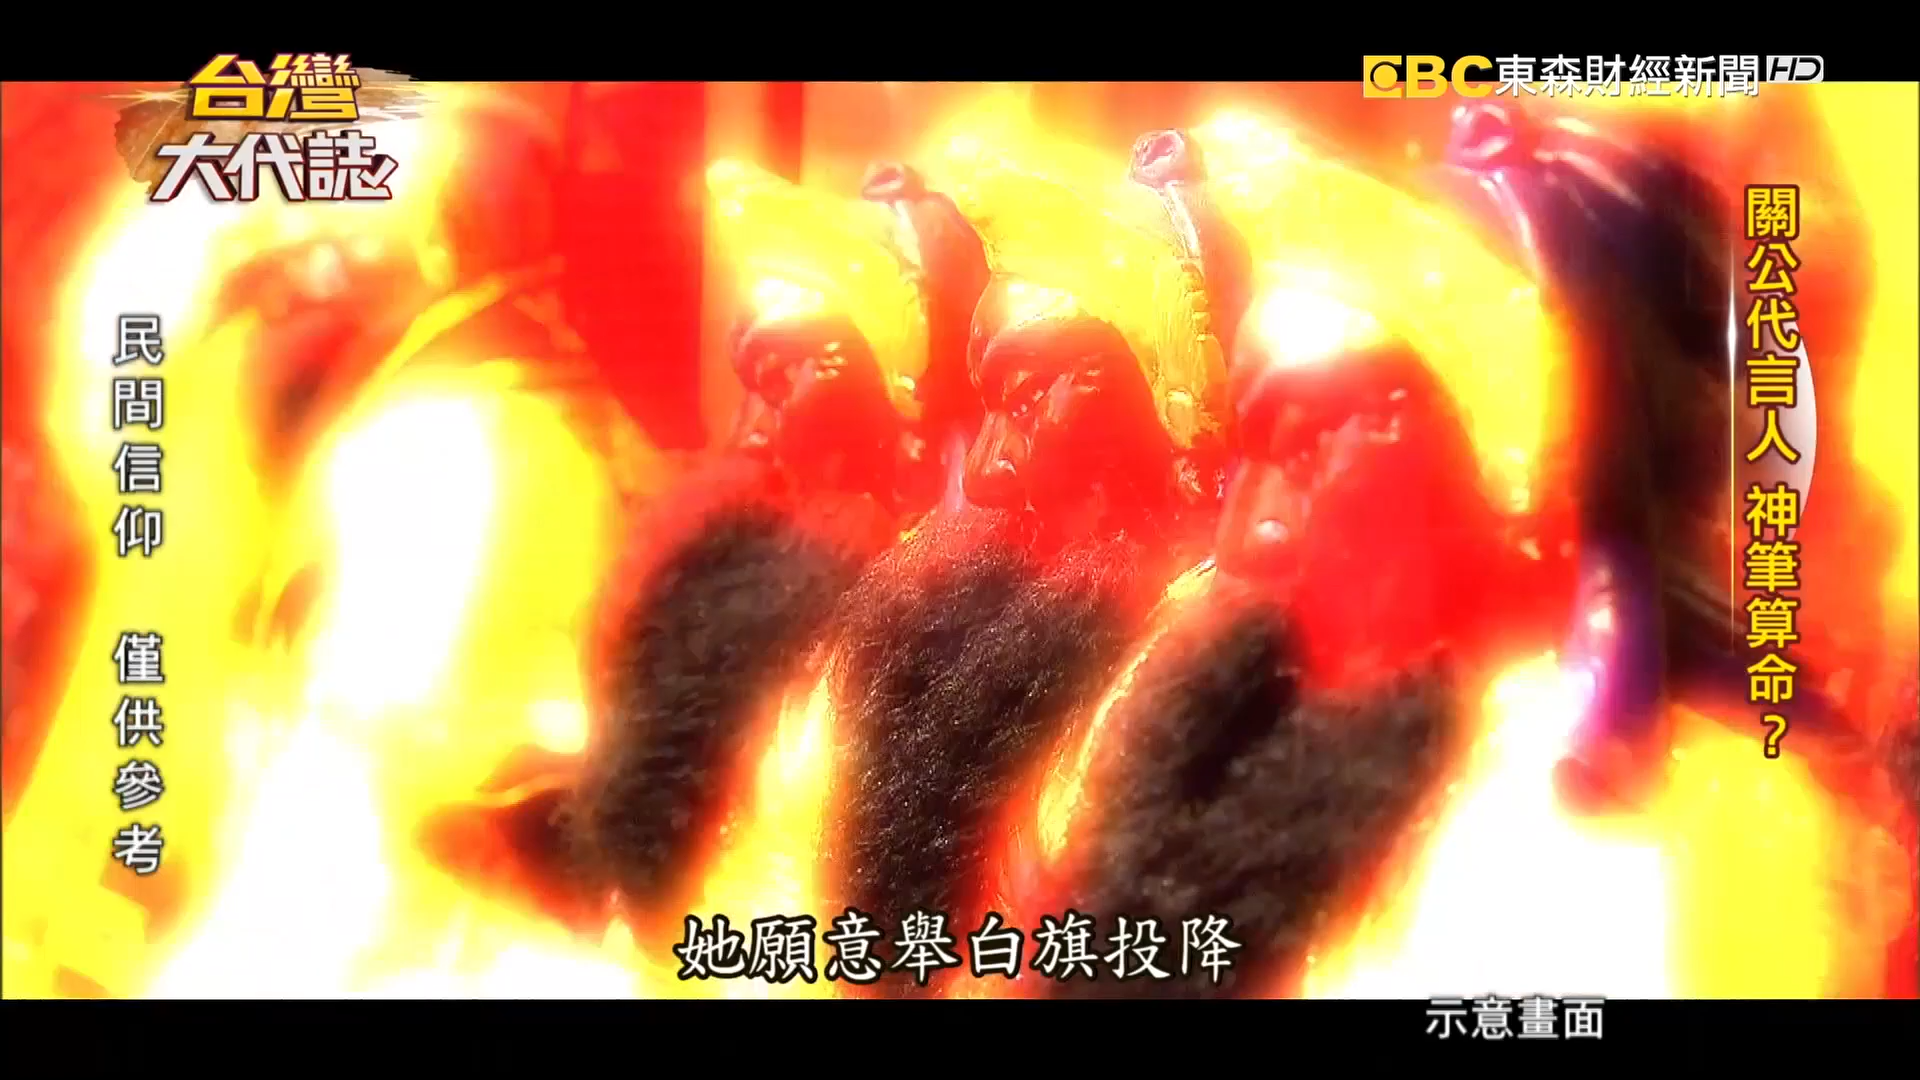 台灣
大代誌
EBC東森財經新聞HD
關公代言人 神筆算命？
民間信仰 僅供參考
她願意舉白旗投降
示意畫面